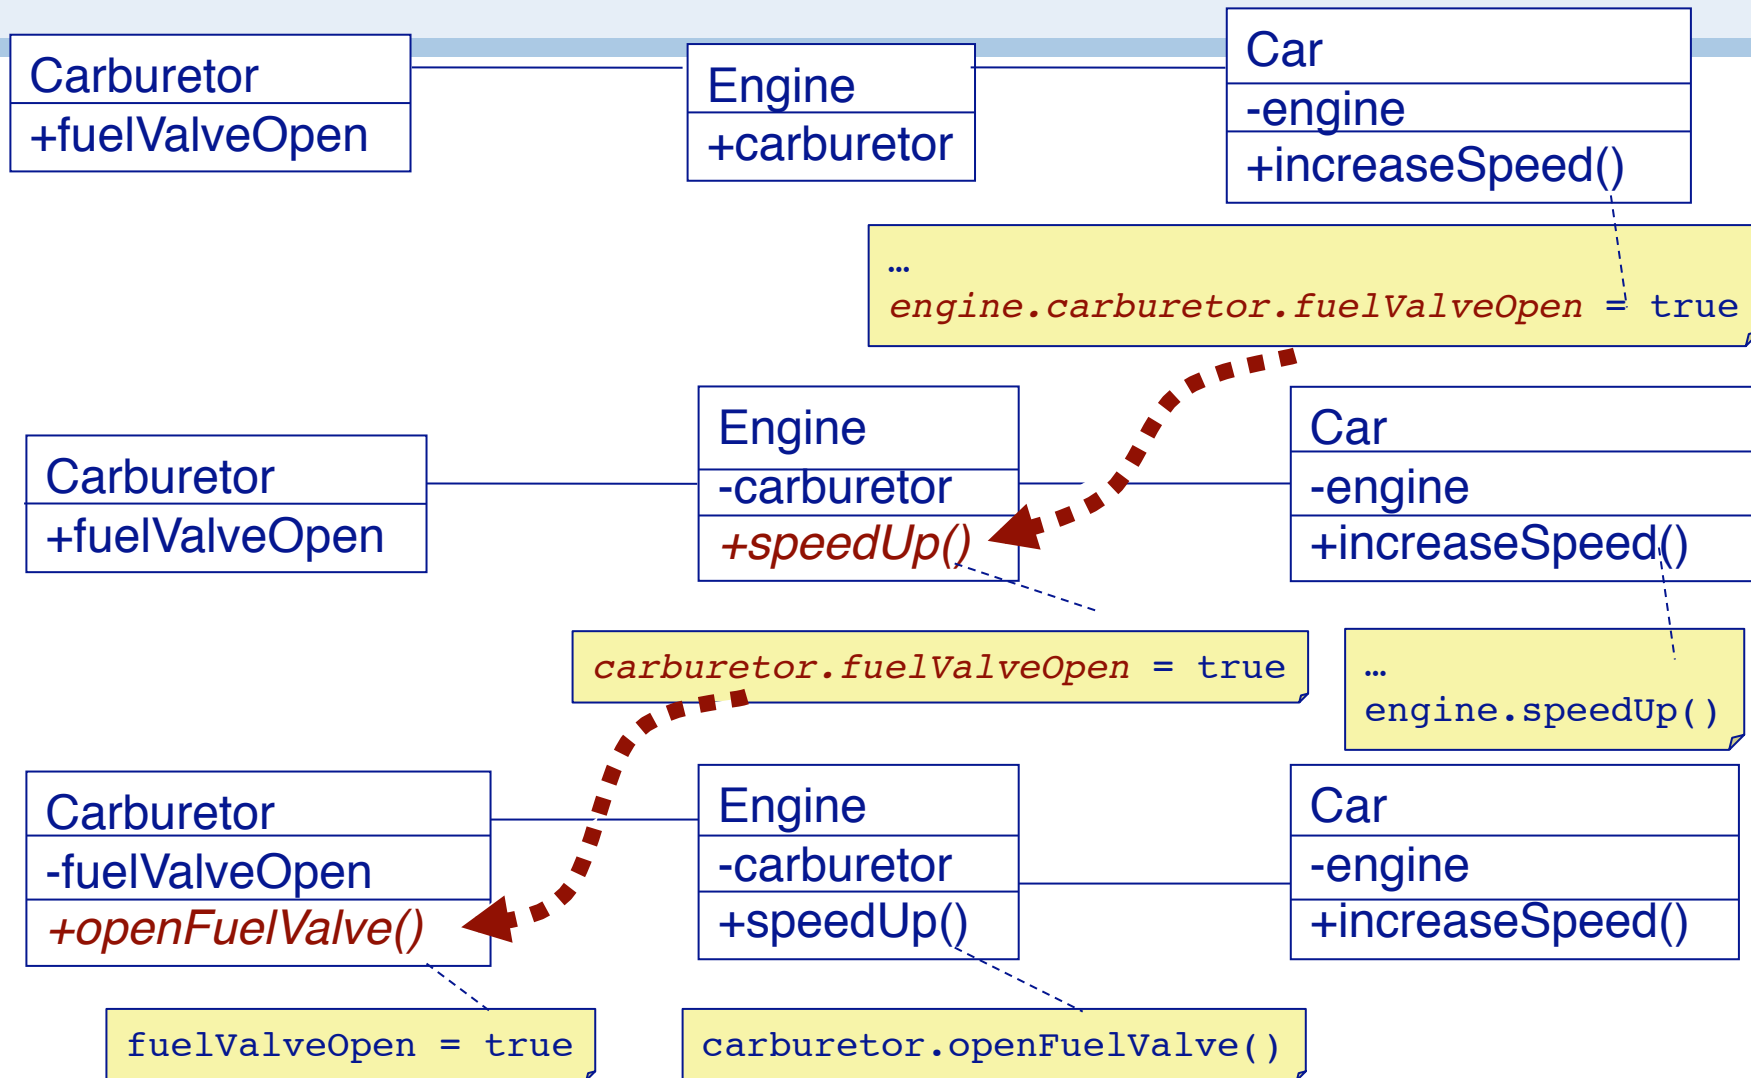 Carburetor
+fuelValveOpen
Engine
+carburetor
Car
-engine
+increaseSpeed()
…
engine.carburetor.fuelValveOpen = true
Carburetor
+fuelValveOpen
Engine
-carburetor
+speedUp()
Car
-engine
+increaseSpeed()
carburetor.fuelValveOpen = true
…
engine.speedUp()
Carburetor
-fuelValveOpen
+openFuelValve()
Engine
-carburetor
+speedUp()
Car
-engine
+increaseSpeed()
fuelValveOpen = true
carburetor.openFuelValve()